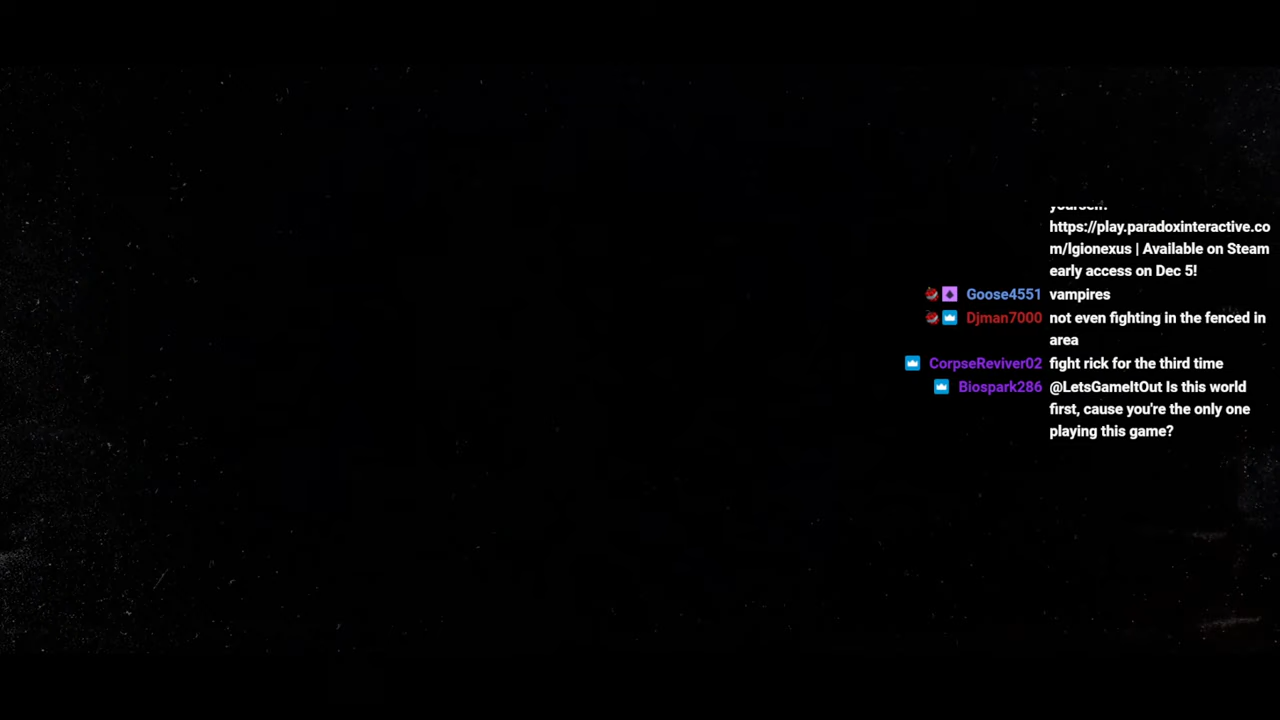 yourself!
https://play.paradoxinteractive.co
m/lgionexus | Available on Steam
early access on Dec 5!
Goose4551 vampires
Djman7000 not even fighting in the fenced in
area
CorpseReviver02 fight rick for the third time
Biospark286 @LetsGameItOut Is this world
first, cause you're the only one
playing this game?